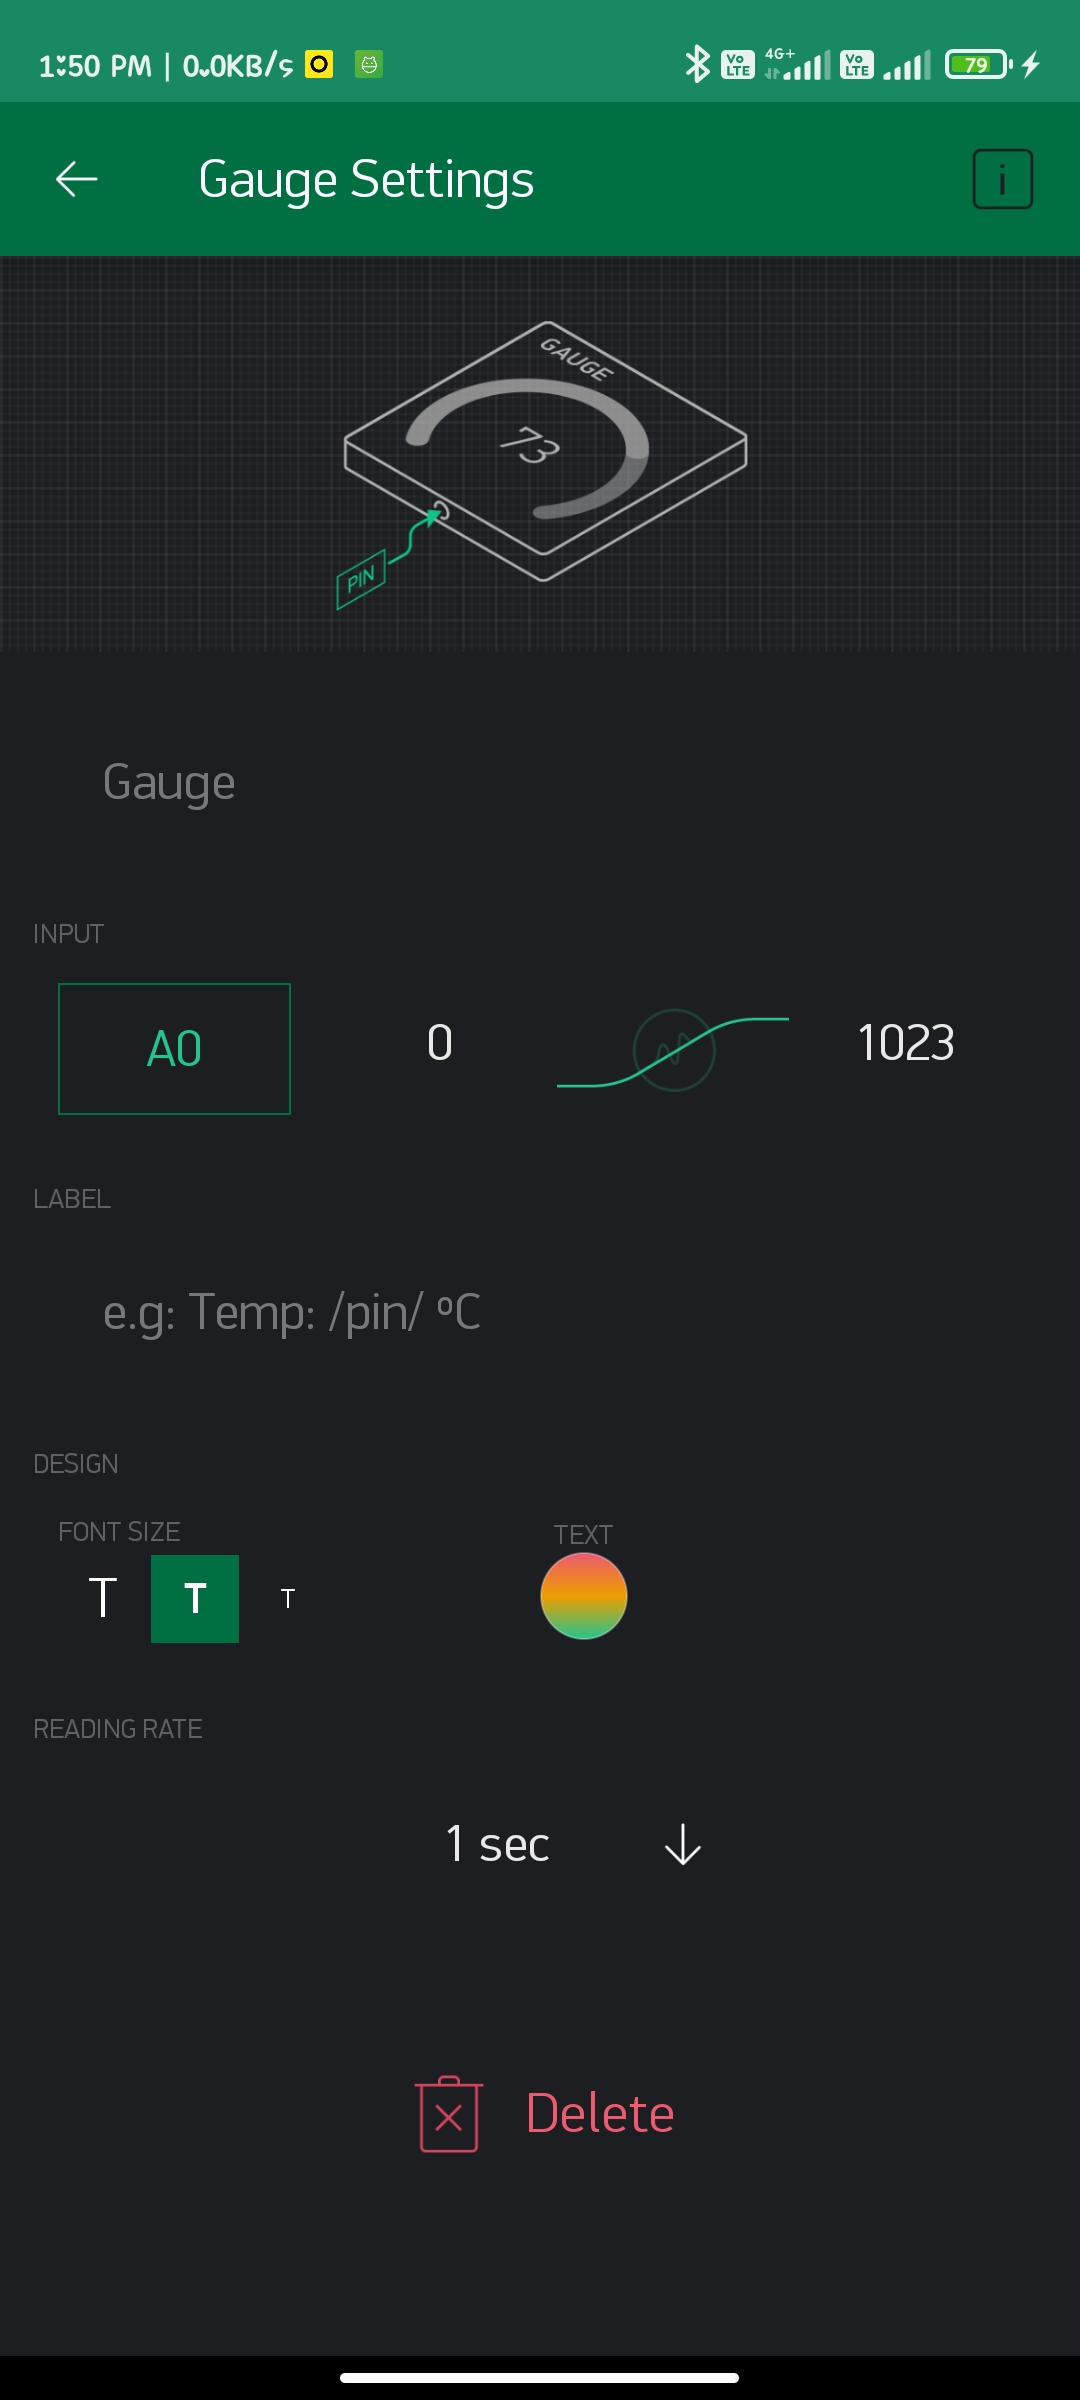 1:50 PM | 0.0KB/s Vo LTE 4G+ Vo LTE 79
Gauge Settings i
GAUGE
73
PIN
Gauge
INPUT
A0 0 1023
LABEL
e.g: Temp: /pin/ ºC
DESIGN
FONT SIZE TEXT
T T T
READING RATE
1 sec
Delete